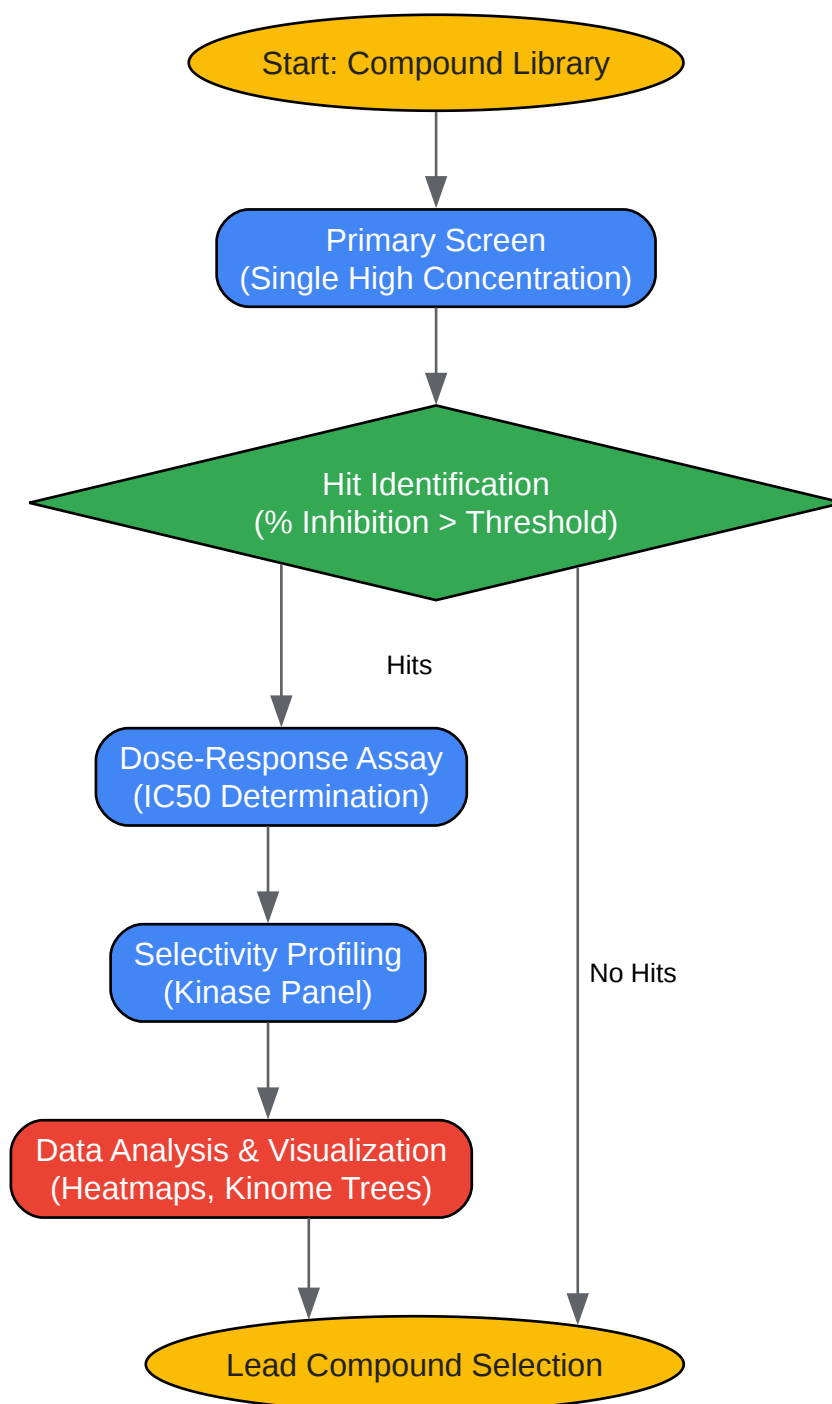 Start: Compound Library
Primary Screen
(Single High Concentration)
Hit Identification
(% Inhibition > Threshold)
Hits
Dose-Response Assay
(IC50 Determination)
Selectivity Profiling
(Kinase Panel)
No Hits
Data Analysis & Visualization
(Heatmaps, Kinome Trees)
Lead Compound Selection